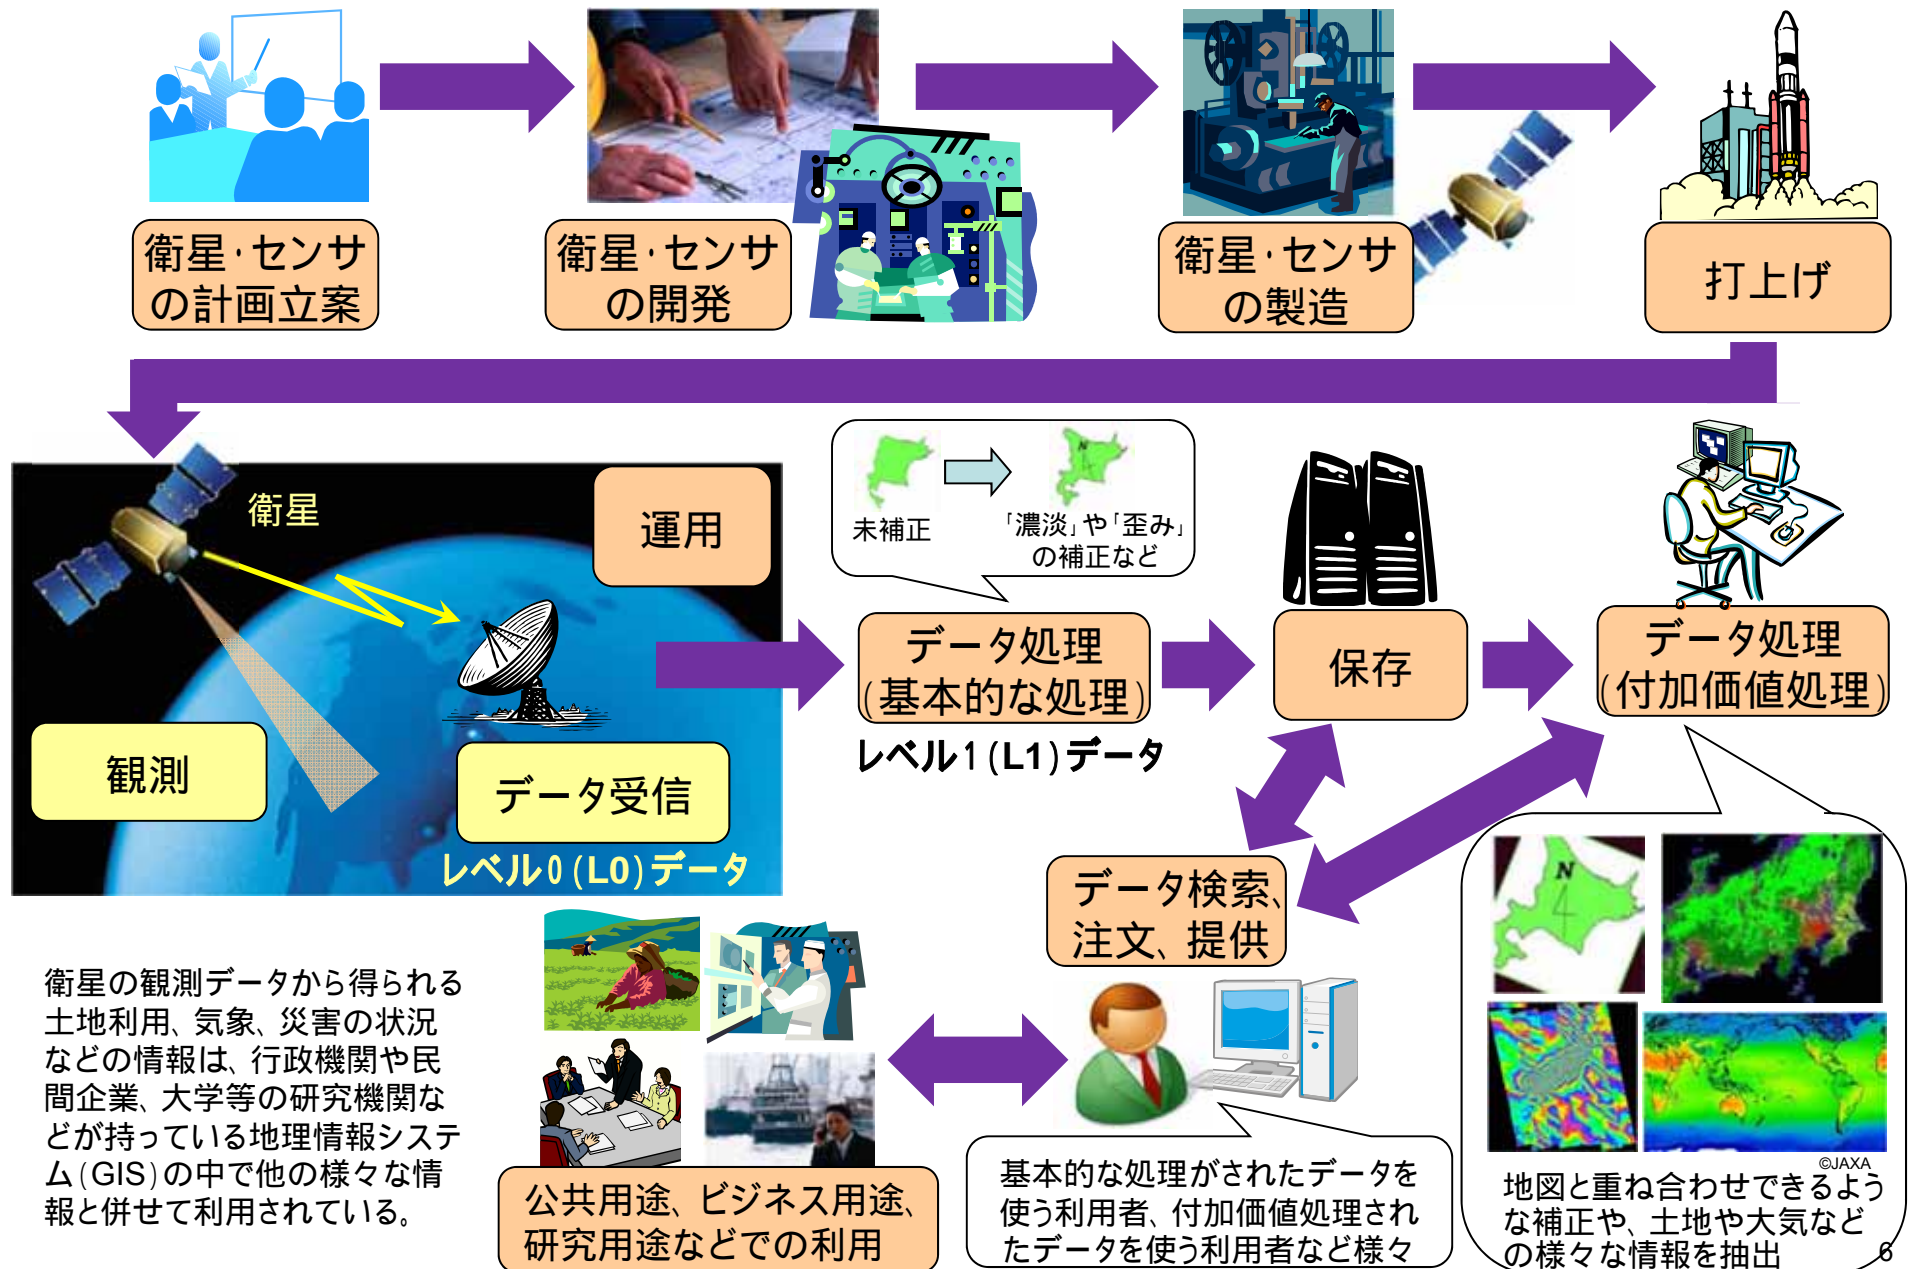 衛星・センサ
の計画立案
衛星・センサ
の開発
衛星・センサ
の製造
打上げ
衛星
運用
観測
データ受信
レベル0(L0)データ
未補正
「濃淡」や「歪み」
の補正など
N
データ処理
(基本的な処理)
レベル1(L1)データ
保存
データ処理
(付加価値処理)
データ検索、
注文、提供
N
4
©JAXA
地図と重ね合わせできるよう
な補正や、土地や大気など
の様々な情報を抽出
基本的な処理がされたデータを
使う利用者、付加価値処理され
たデータを使う利用者など様々
公共用途、ビジネス用途、
研究用途などでの利用
衛星の観測データから得られる
土地利用、気象、災害の状況
などの情報は、行政機関や民
間企業、大学等の研究機関な
どが持っている地理情報システ
ム(GIS)の中で他の様々な情
報と併せて利用されている。
6